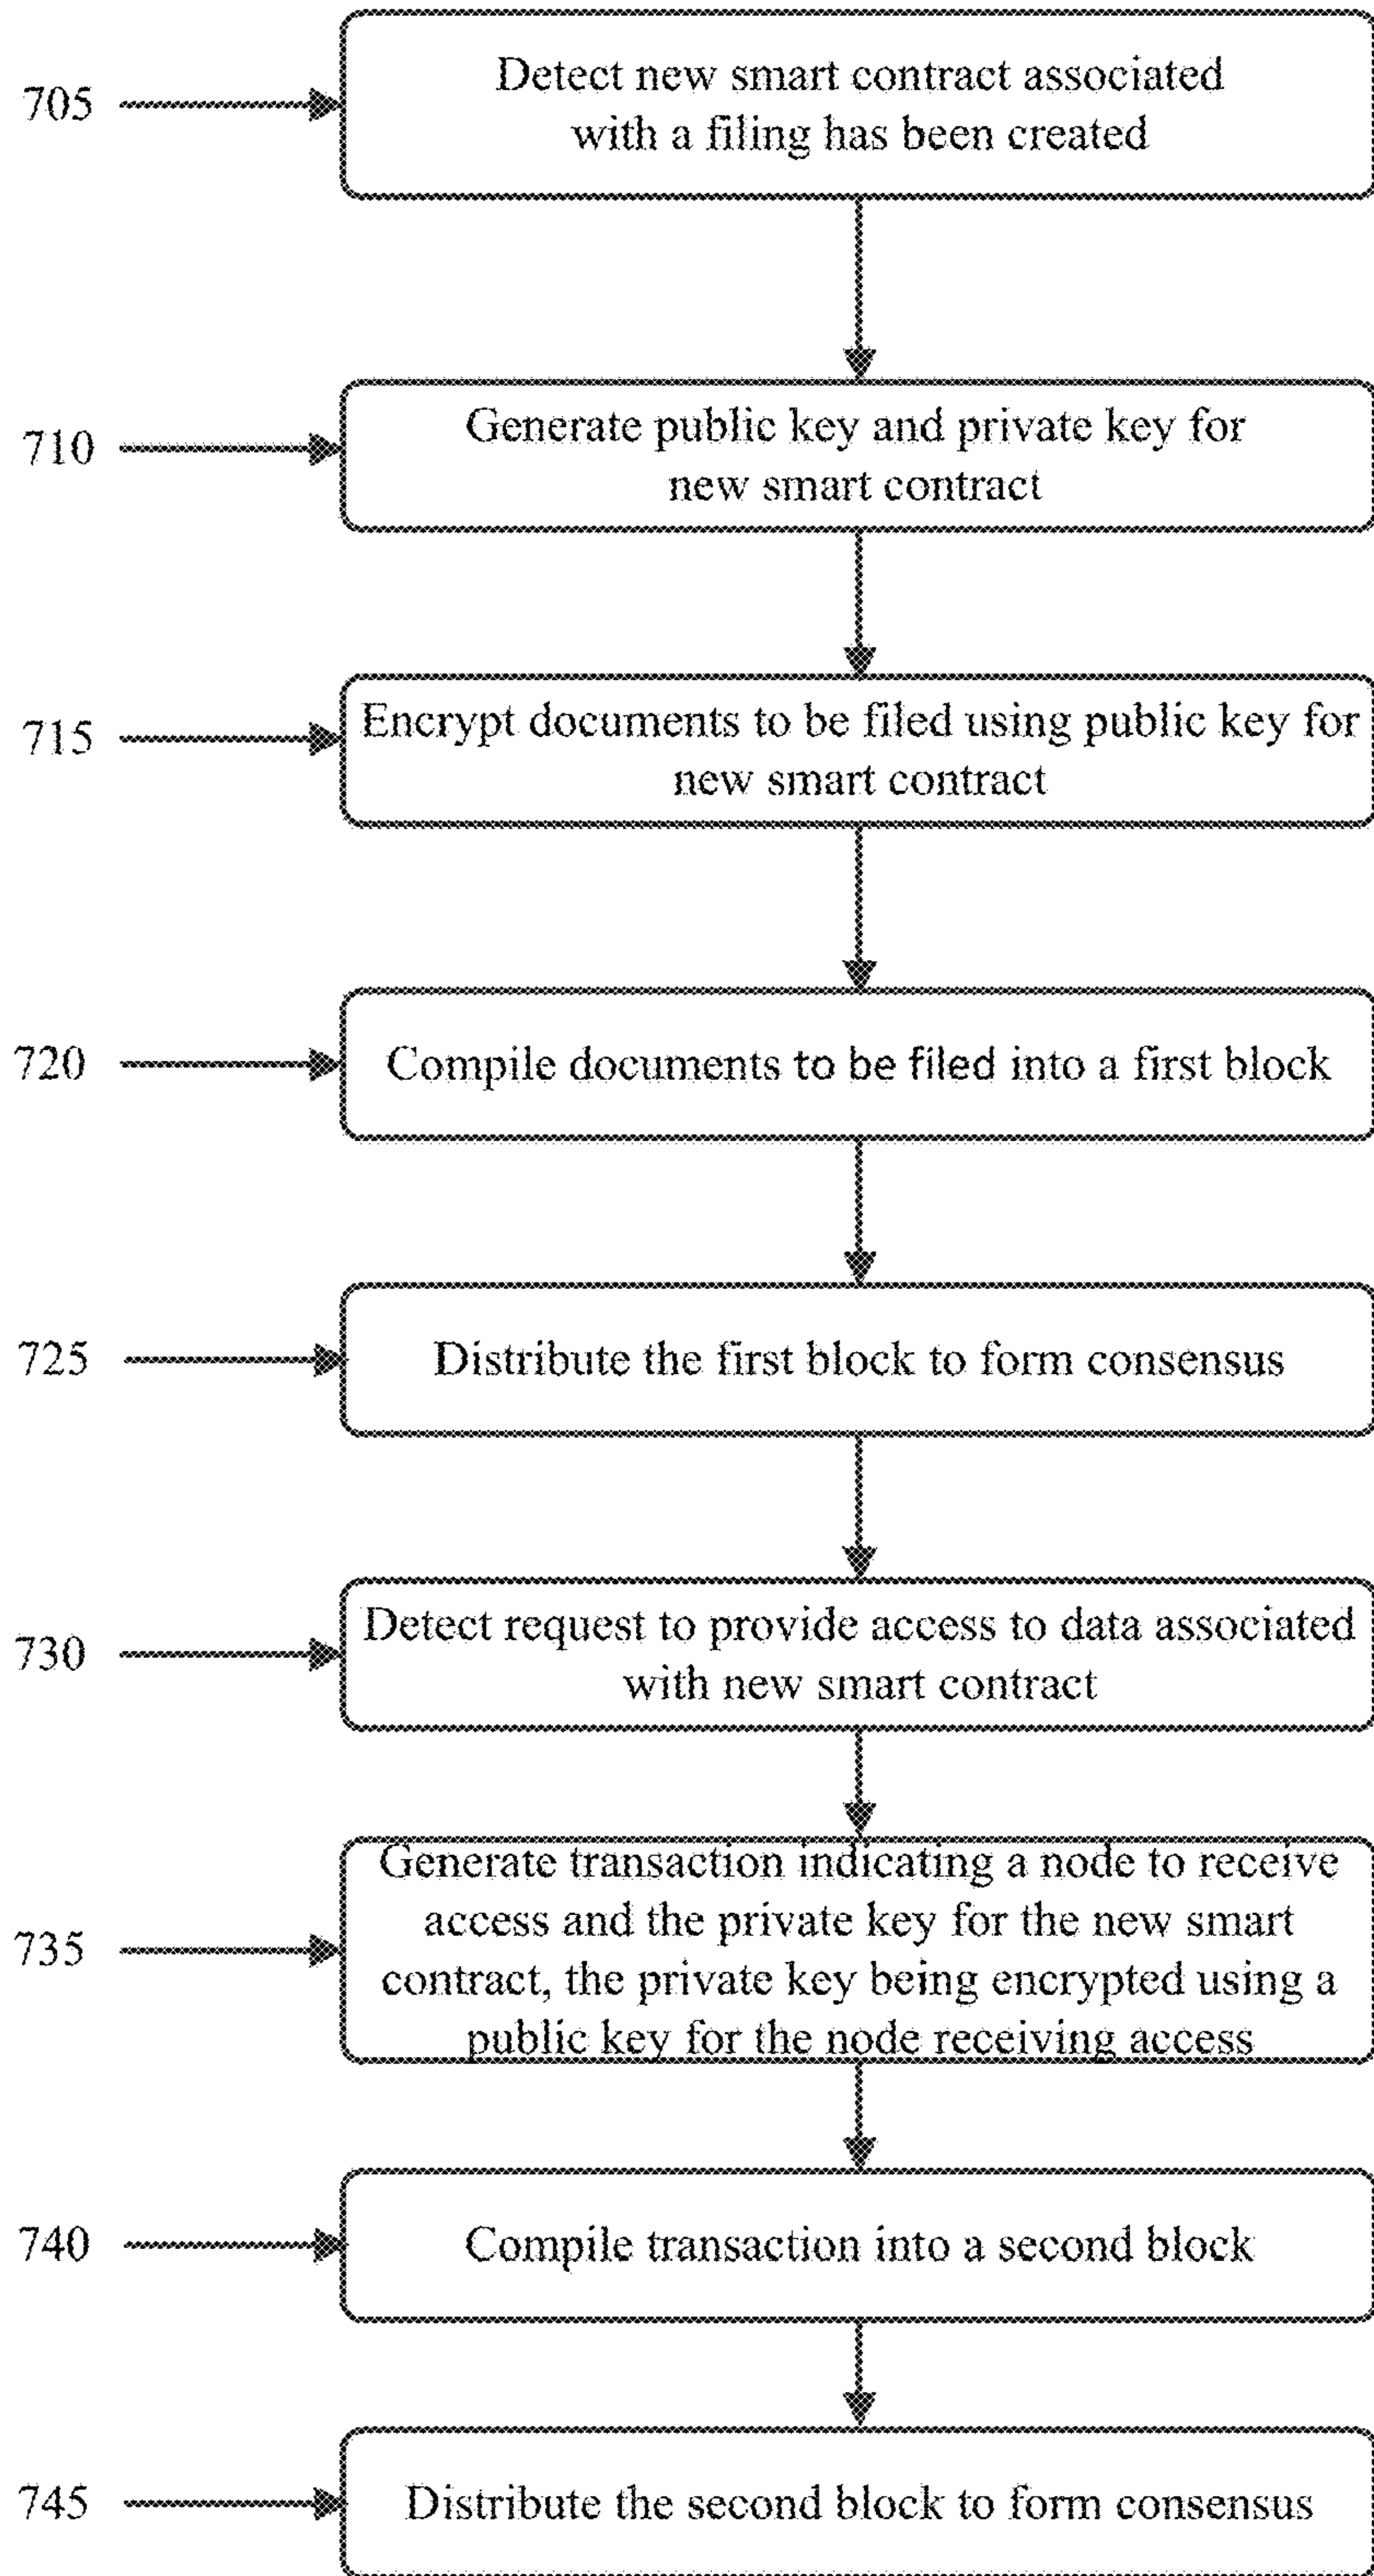 705
Detect new smart contract associated
with a filing has been created
710
Generate public key and private key for
new smart contract
715
Encrypt documents to be filed using public key for
new smart contract
720
Compile documents to be filed into a first block
725
Distribute the first block to form consensus
730
Detect request to provide access to data associated
with new smart contract
735
Generate transaction indicating a node to receive
access and the private key for the new smart
contract, the private key being encrypted using a
public key for the node receiving access
740
Compile transaction into a second block
745
Distribute the second block to form consensus